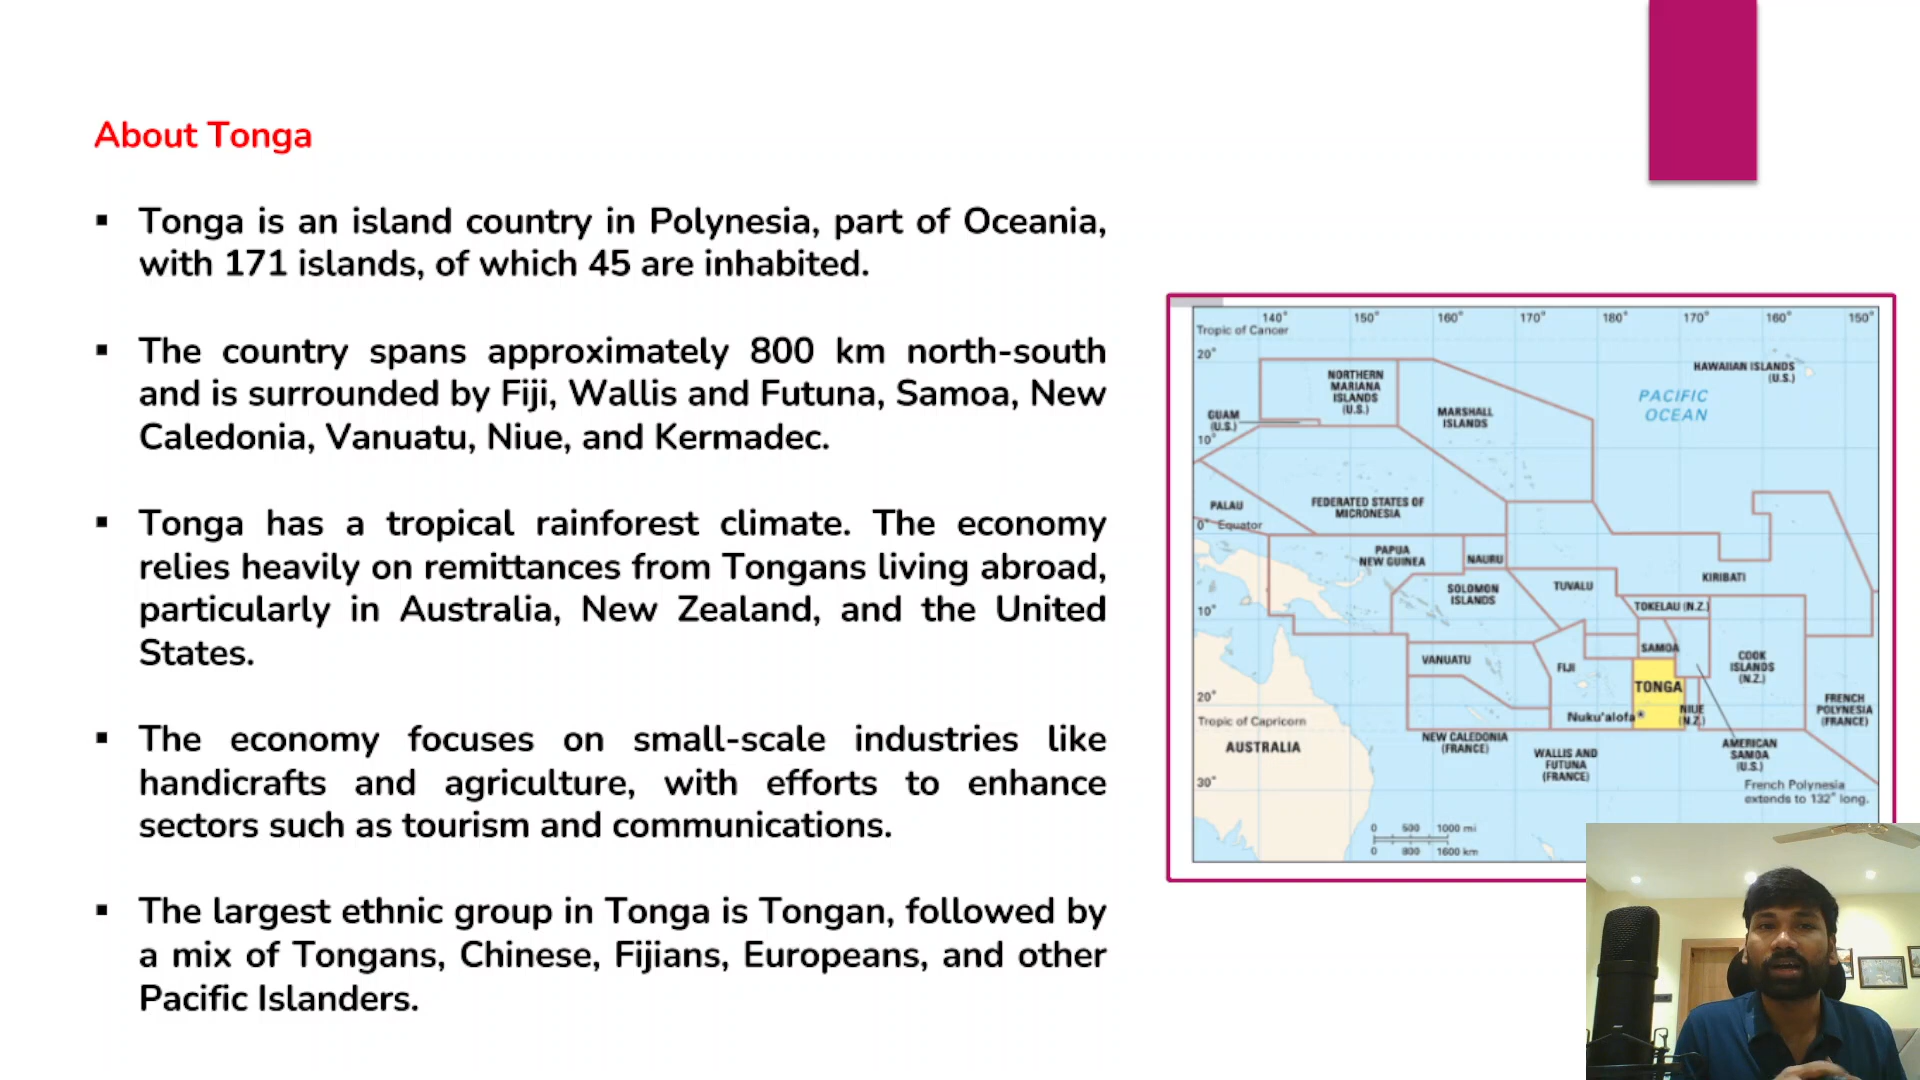 About Tonga
▪ Tonga is an island country in Polynesia, part of Oceania,
with 171 islands, of which 45 are inhabited.
▪ The country spans approximately 800 km north-south
and is surrounded by Fiji, Wallis and Futuna, Samoa, New
Caledonia, Vanuatu, Niue, and Kermadec.
▪ Tonga has a tropical rainforest climate. The economy
relies heavily on remittances from Tongans living abroad,
particularly in Australia, New Zealand, and the United
States.
▪ The economy focuses on small-scale industries like
handicrafts and agriculture, with efforts to enhance
sectors such as tourism and communications.
▪ The largest ethnic group in Tonga is Tongan, followed by
a mix of Tongans, Chinese, Fijians, Europeans, and other
Pacific Islanders.
140° 150° 160° 170° 180° 170° 160° 150°
Tropic of Cancer
20°
HAWAIIAN ISLANDS
(U.S.)
NORTHERN
MARIANA
ISLANDS
(U.S.)
PACIFIC
OCEAN
GUAM
(U.S.)
MARSHALL
ISLANDS
10°
PALAU
FEDERATED STATES OF
MICRONESIA
0° Equator
PAPUA
NEW GUINEA
NAURU
KIRIBATI
SOLOMON
ISLANDS
TUVALU
TOKELAU (N.Z.)
10°
SAMOA
VANUATU
FIJI
COOK
ISLANDS
(N.Z.)
TONGA
20°
Nuku'alofa
NIUE
(N.Z.)
FRENCH
POLYNESIA
(FRANCE)
Tropic of Capricorn
AUSTRALIA
NEW CALEDONIA
(FRANCE)
WALLIS AND
FUTUNA
(FRANCE)
AMERICAN
SAMOA
(U.S.)
30°
French Polynesia
extends to 132° long.
0 500 1000 mi
0 800 1600 km